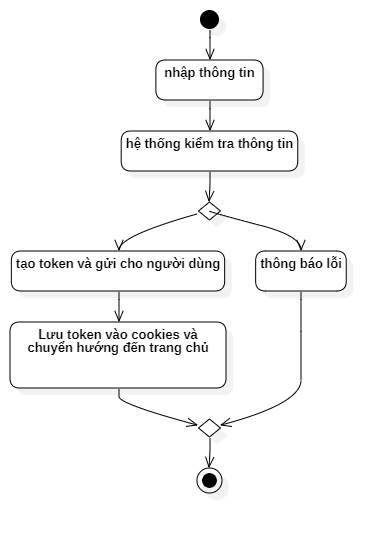 nhập thông tin
hệ thống kiểm tra thông tin
tạo token và gửi cho người dùng
thông báo lỗi
Lưu token vào cookies và
chuyển hướng đến trang chủ